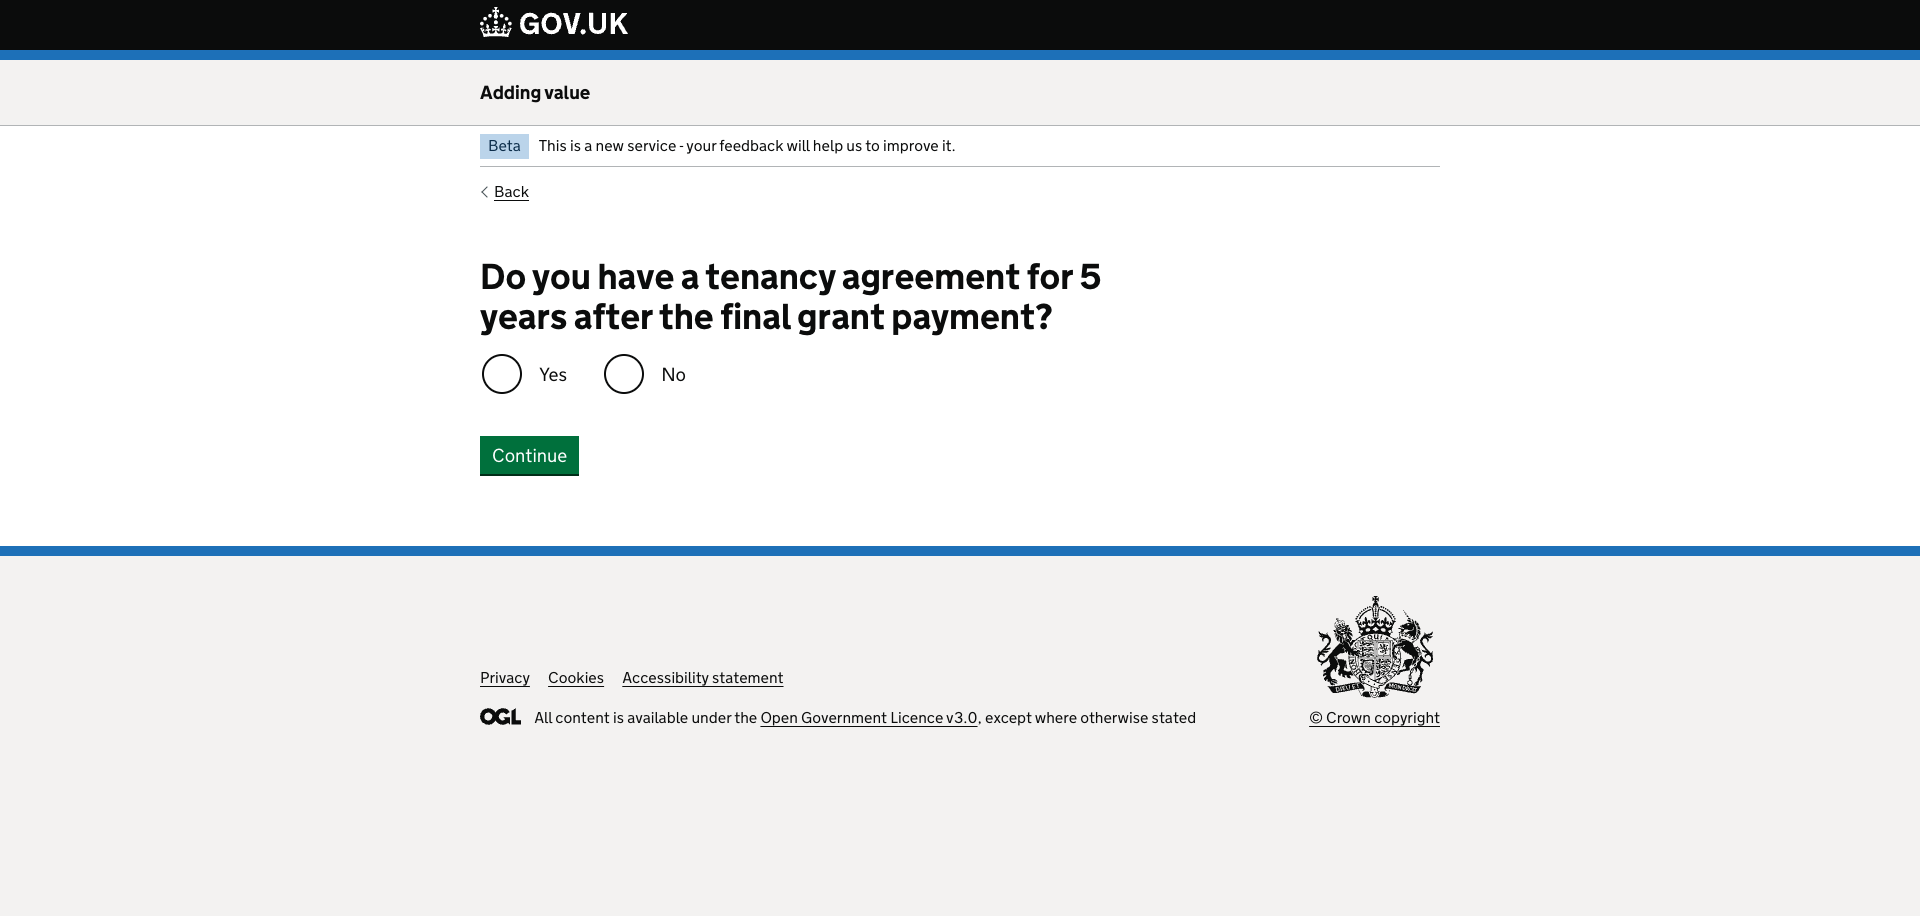 GOV.UK
Adding value
Beta This is a new service - your feedback will help us to improve it.
Back
Do you have a tenancy agreement for 5
years after the final grant payment?
Yes No
Continue
Privacy Cookies Accessibility statement
OGL All content is available under the Open Government Licence v3.0, except where otherwise stated
© Crown copyright